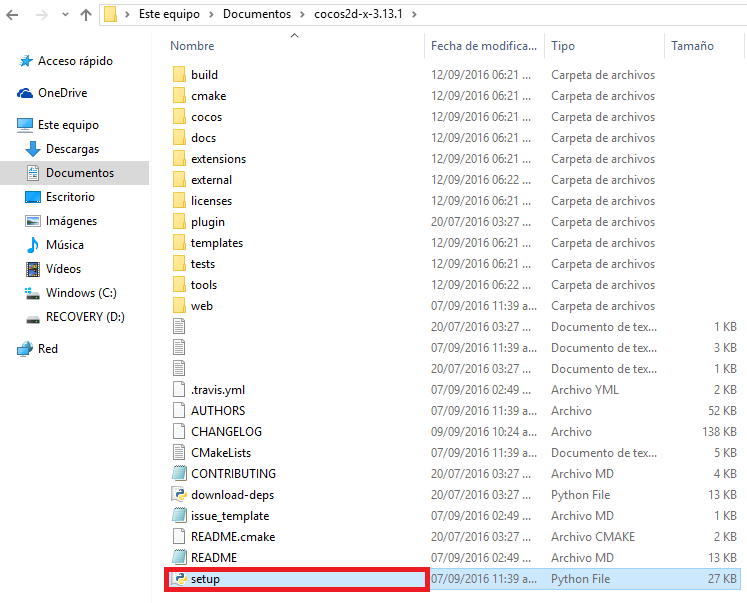 Este equipo > Documentos > cocos2d-x-3.13.1 >
Nombre Fecha de modifica... Tipo Tamaño
Acceso rápido
OneDrive
Este equipo
Descargas
Documentos
Escritorio
Imágenes
Música
Vídeos
Windows (C:)
RECOVERY (D:)
Red
build 12/09/2016 06:21 ... Carpeta de archivos
cmake 12/09/2016 06:21 ... Carpeta de archivos
cocos 12/09/2016 06:21 ... Carpeta de archivos
docs 12/09/2016 06:21 ... Carpeta de archivos
extensions 12/09/2016 06:21 ... Carpeta de archivos
external 12/09/2016 06:22 ... Carpeta de archivos
licenses 12/09/2016 06:21 ... Carpeta de archivos
plugin 20/07/2016 03:27 ... Carpeta de archivos
templates 12/09/2016 06:21 ... Carpeta de archivos
tests 12/09/2016 06:21 ... Carpeta de archivos
tools 12/09/2016 06:22 ... Carpeta de archivos
web 07/09/2016 11:39 a... Carpeta de archivos
20/07/2016 03:27 ... Documento de tex... 1 KB
07/09/2016 11:39 a... Documento de tex... 3 KB
20/07/2016 03:27 ... Documento de tex... 1 KB
.travis.yml 07/09/2016 02:49 ... Archivo YML 2 KB
AUTHORS 07/09/2016 11:39 a... Archivo 52 KB
CHANGELOG 09/09/2016 10:24 a... Archivo 138 KB
CMakeLists 07/09/2016 11:39 a... Documento de tex... 5 KB
CONTRIBUTING 20/07/2016 03:27 ... Archivo MD 4 KB
download-deps 20/07/2016 03:27 ... Python File 13 KB
issue_template 07/09/2016 02:49 ... Archivo MD 1 KB
README.cmake 20/07/2016 03:27 ... Archivo CMAKE 2 KB
README 07/09/2016 02:49 ... Archivo MD 13 KB
setup 07/09/2016 11:39 a... Python File 27 KB